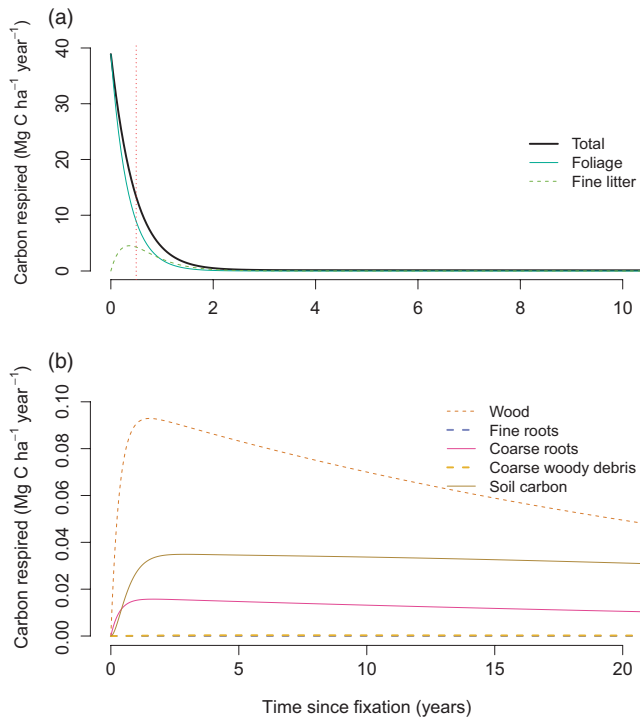 (a)
Carbon respired (Mg C ha⁻¹ year⁻¹)
40
30
20
10
0
Total
Foliage
Fine litter
0 2 4 6 8 10
(b)
Carbon respired (Mg C ha⁻¹ year⁻¹)
0.10
0.08
0.06
0.04
0.02
0.00
Wood
Fine roots
Coarse roots
Coarse woody debris
Soil carbon
0 5 10 15 20
Time since fixation (years)